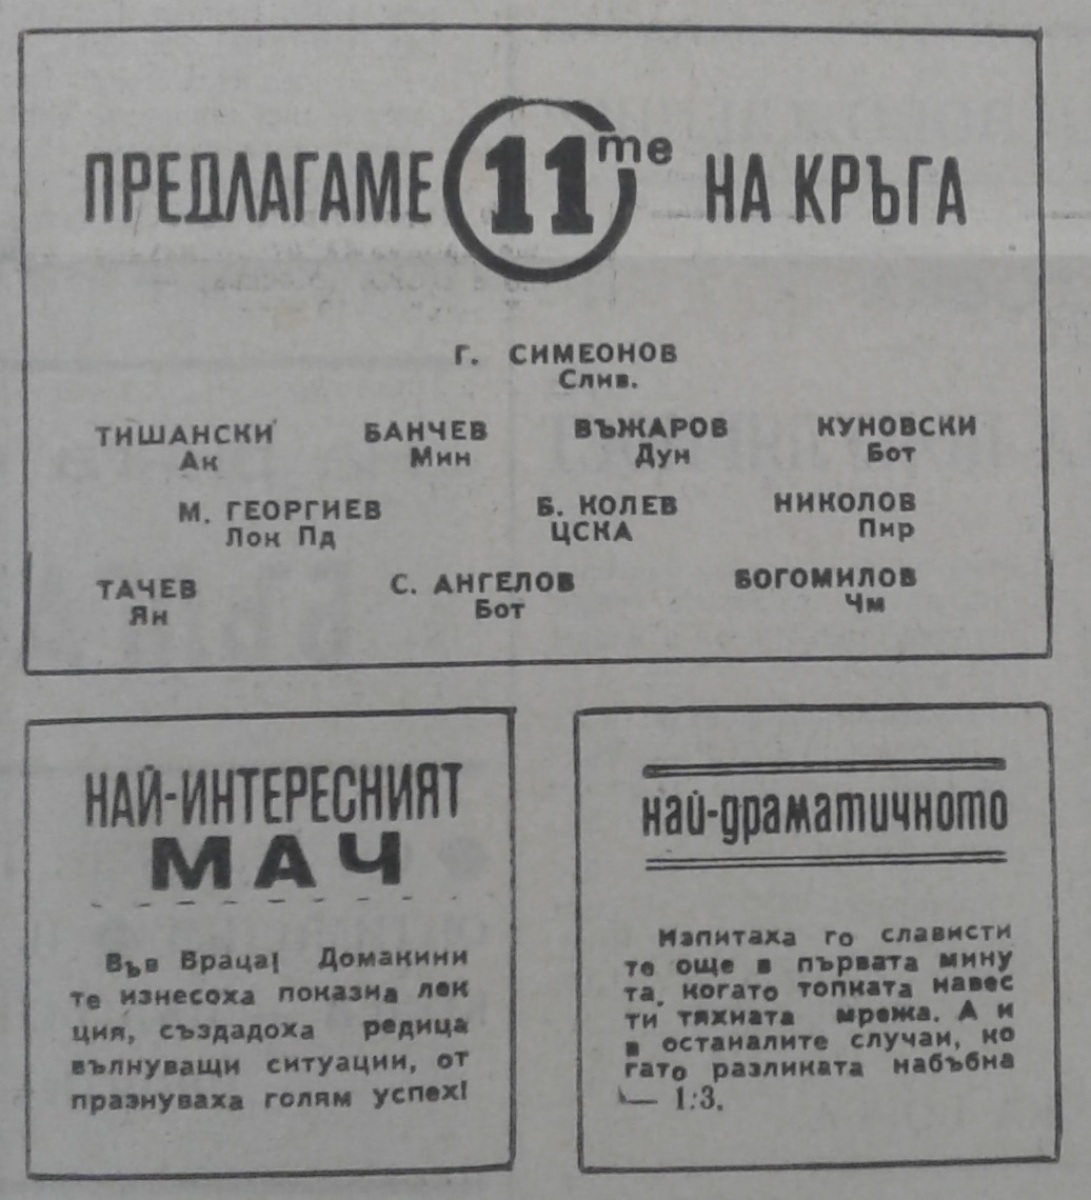 ПРЕДЛАГАМЕ 11те НА КРЪГА
Г. СИМЕОНОВ
Слив.
ТИШАНСКИ БАНЧЕВ ВЪЖАРОВ КУНОВСКИ
Ак Мин Дун Бот
М. ГЕОРГИЕВ Б. КОЛЕВ НИКОЛОВ
Лок Пд ЦСКА Пир
ТАЧЕВ С. АНГЕЛОВ БОГОМИЛОВ
Ян Бот Чм
НАЙ-ИНТЕРЕСНИЯТ
МАЧ
Във Враца! Домакини
те изнесоха показна лек
ция, създадоха редица
вълнуващи ситуации, от
празнуваха голям успех!
най-драматичното
Изпитаха го слависти
те още в първата мину
та, когато топката навес
ти тяхната мрежа. А и
в останалите случаи, ко
гато разликата набъбна
— 1:3.